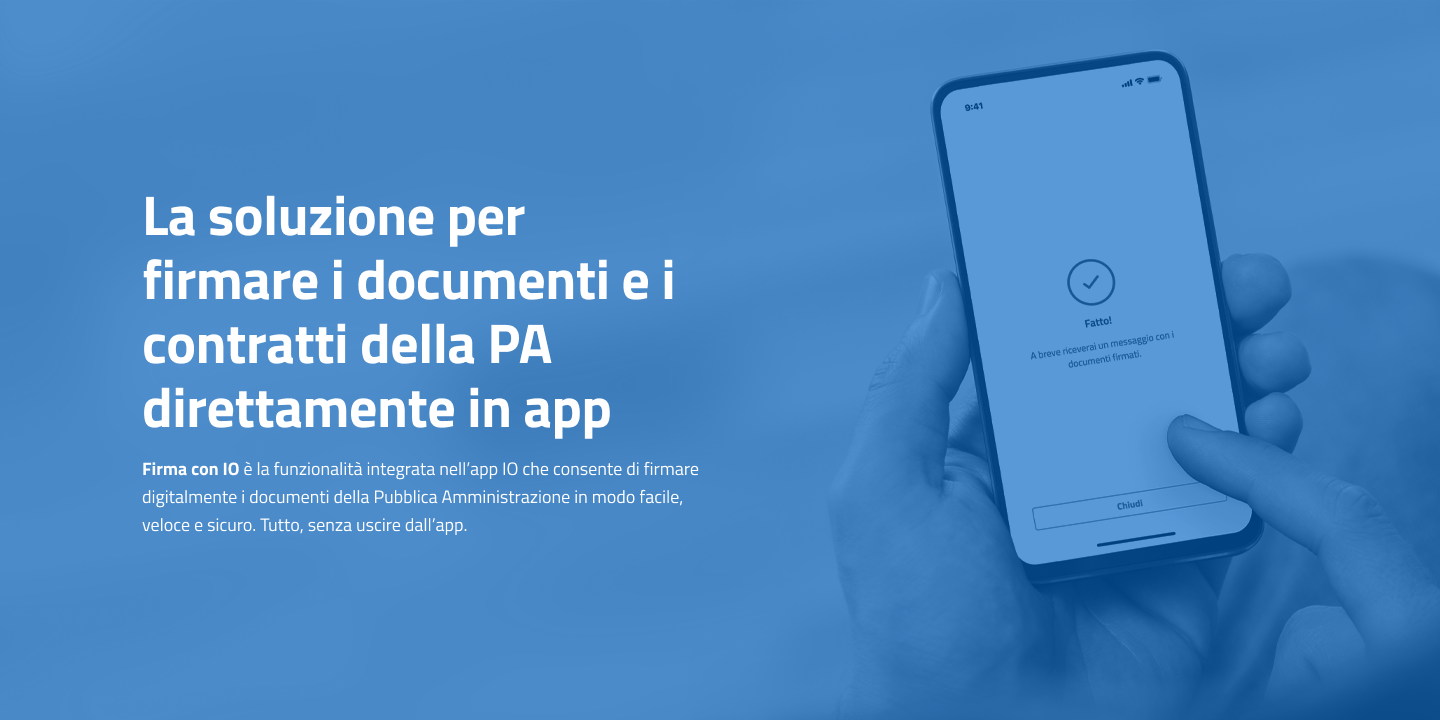 La soluzione per
firmare i documenti e i
contratti della PA
direttamente in app
Firma con IO è la funzionalità integrata nell’app IO che consente di firmare
digitalmente i documenti della Pubblica Amministrazione in modo facile,
veloce e sicuro. Tutto, senza uscire dall’app.
9:41
Fatto!
A breve riceverai un messaggio con i
documenti firmati.
Chiudi